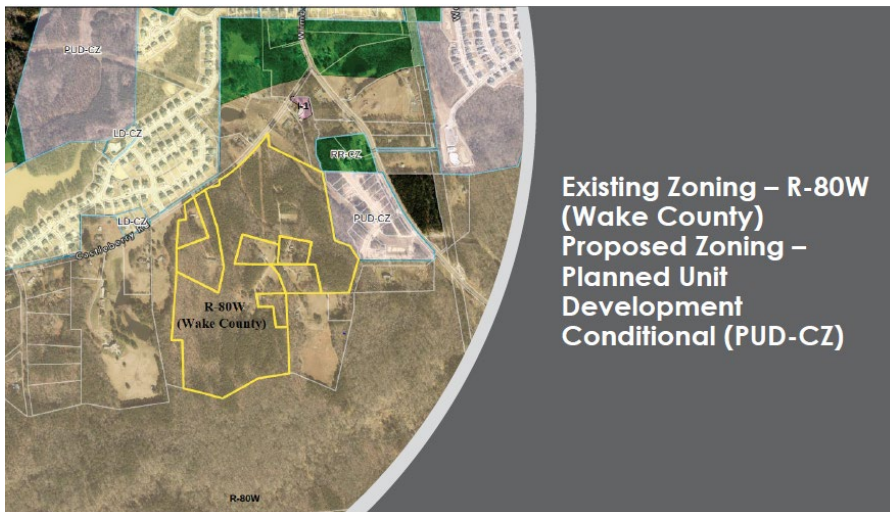 PUD-CZ
I-1
LD-CZ
RR-CZ
LD-CZ
PUD-CZ
R-80W
(Wake County)
R-80W
Existing Zoning – R-80W
(Wake County)
Proposed Zoning –
Planned Unit
Development
Conditional (PUD-CZ)